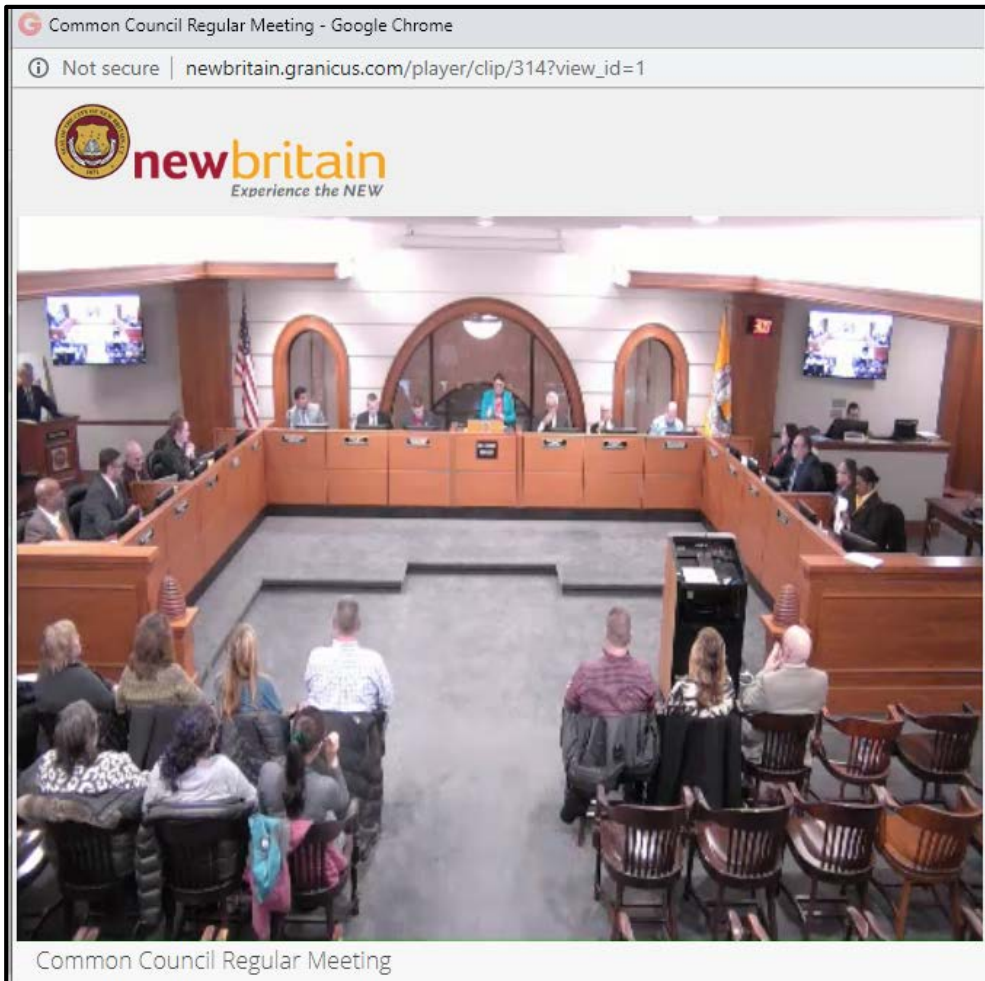 Common Council Regular Meeting - Google Chrome
Not secure | newbritain.granicus.com/player/clip/314?view_id=1
newbritain
Experience the NEW
Common Council Regular Meeting